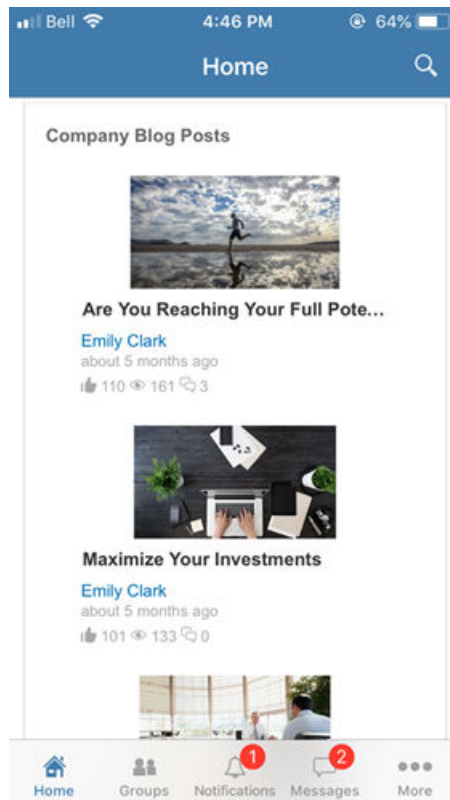 Bell 4:46 PM 64%
Home
Company Blog Posts
Are You Reaching Your Full Pote...
Emily Clark
about 5 months ago
110 161 3
Maximize Your Investments
Emily Clark
about 5 months ago
101 133 0
1 2
Home Groups Notifications Messages More